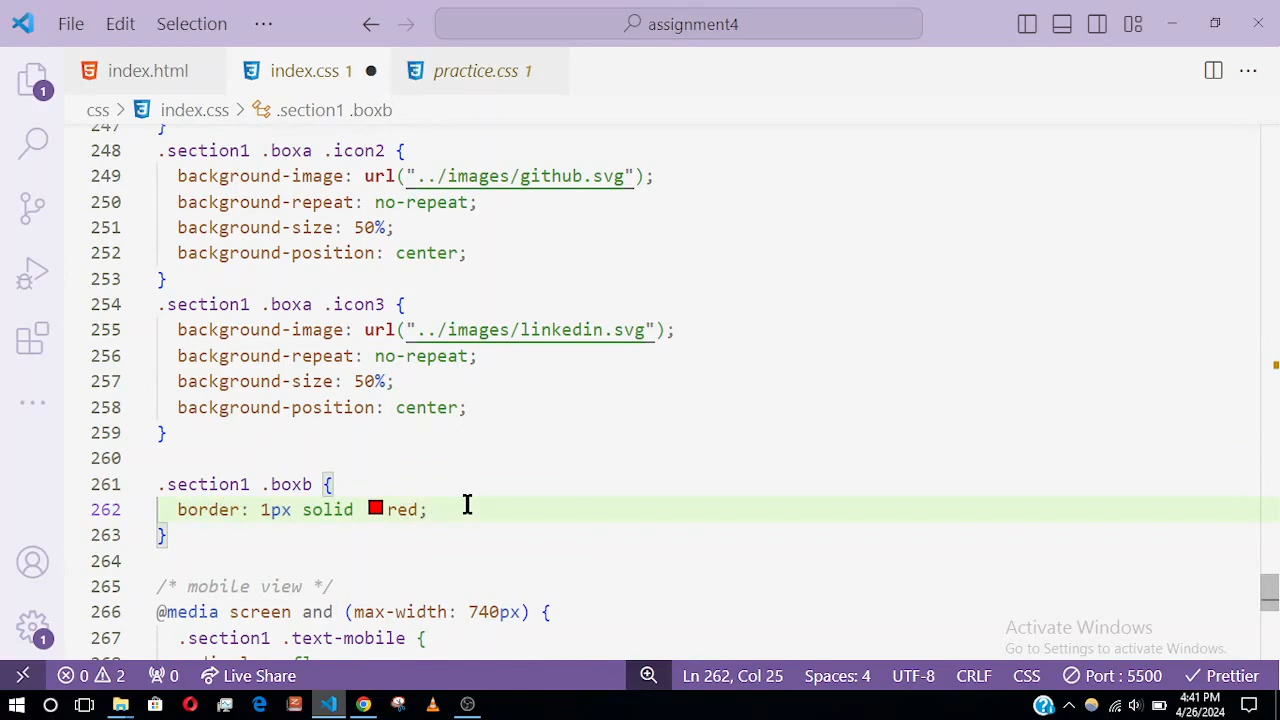 File Edit Selection ··· assignment4
index.html index.css 1 practice.css 1
css > index.css > .section1 .boxb
247 }
248 .section1 .boxa .icon2 {
249 background-image: url("../images/github.svg");
250 background-repeat: no-repeat;
251 background-size: 50%;
252 background-position: center;
253 }
254 .section1 .boxa .icon3 {
255 background-image: url("../images/linkedin.svg");
256 background-repeat: no-repeat;
257 background-size: 50%;
258 background-position: center;
259 }
260
261 .section1 .boxb {
262 border: 1px solid red;
263 }
264
265 /* mobile view */
266 @media screen and (max-width: 740px) {
267 .section1 .text-mobile {
1
1
Activate Windows
Go to Settings to activate Windows.
0 2 0 Live Share Ln 262, Col 25 Spaces: 4 UTF-8 CRLF CSS Port : 5500 Prettier
4:41 PM
4/26/2024